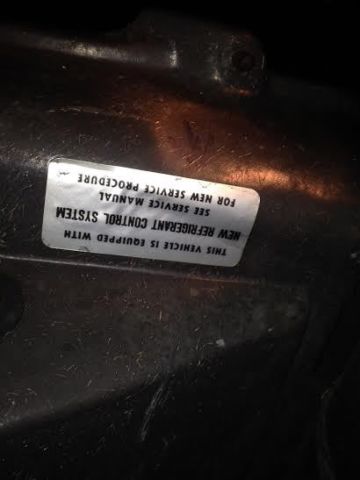 THIS VEHICLE IS EQUIPPED WITH
NEW REFRIGERANT CONTROL SYSTEM
SEE SERVICE MANUAL
FOR NEW SERVICE PROCEDURE